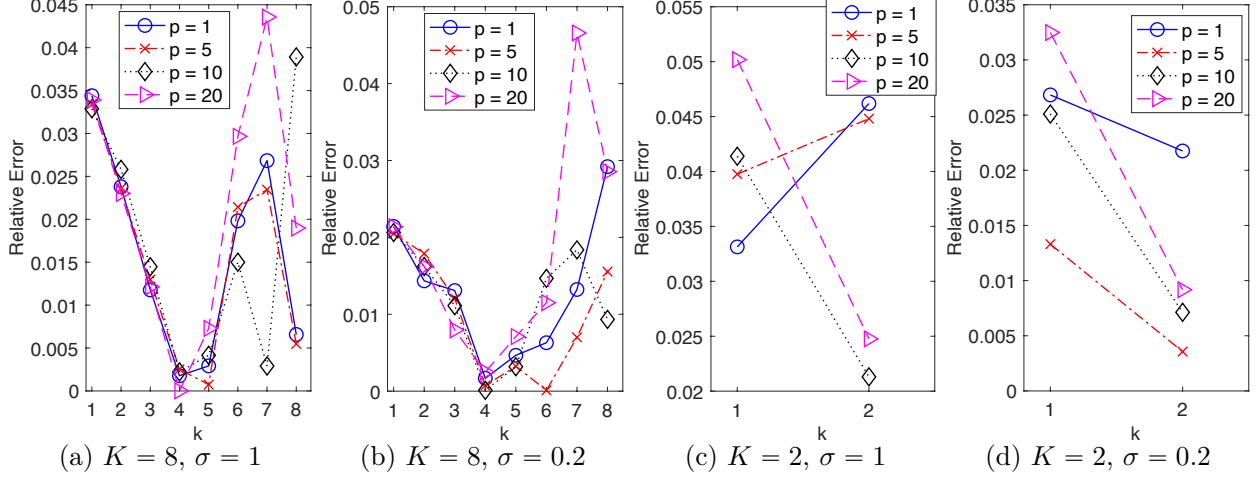 0.045
0.04
0.035
0.03
0.025
0.02
0.015
0.01
0.005
0
Relative Error
p = 1
p = 5
p = 10
p = 20
1 2 3 4 5 6 7 8
k
(a) K = 8, σ = 1
0.05
0.04
0.03
0.02
0.01
0
Relative Error
p = 1
p = 5
p = 10
p = 20
1 2 3 4 5 6 7 8
k
(b) K = 8, σ = 0.2
0.055
0.05
0.045
0.04
0.035
0.03
0.025
0.02
Relative Error
p = 1
p = 5
p = 10
p = 20
1 2
k
(c) K = 2, σ = 1
0.035
0.03
0.025
0.02
0.015
0.01
0.005
0
Relative Error
p = 1
p = 5
p = 10
p = 20
1 2
k
(d) K = 2, σ = 0.2